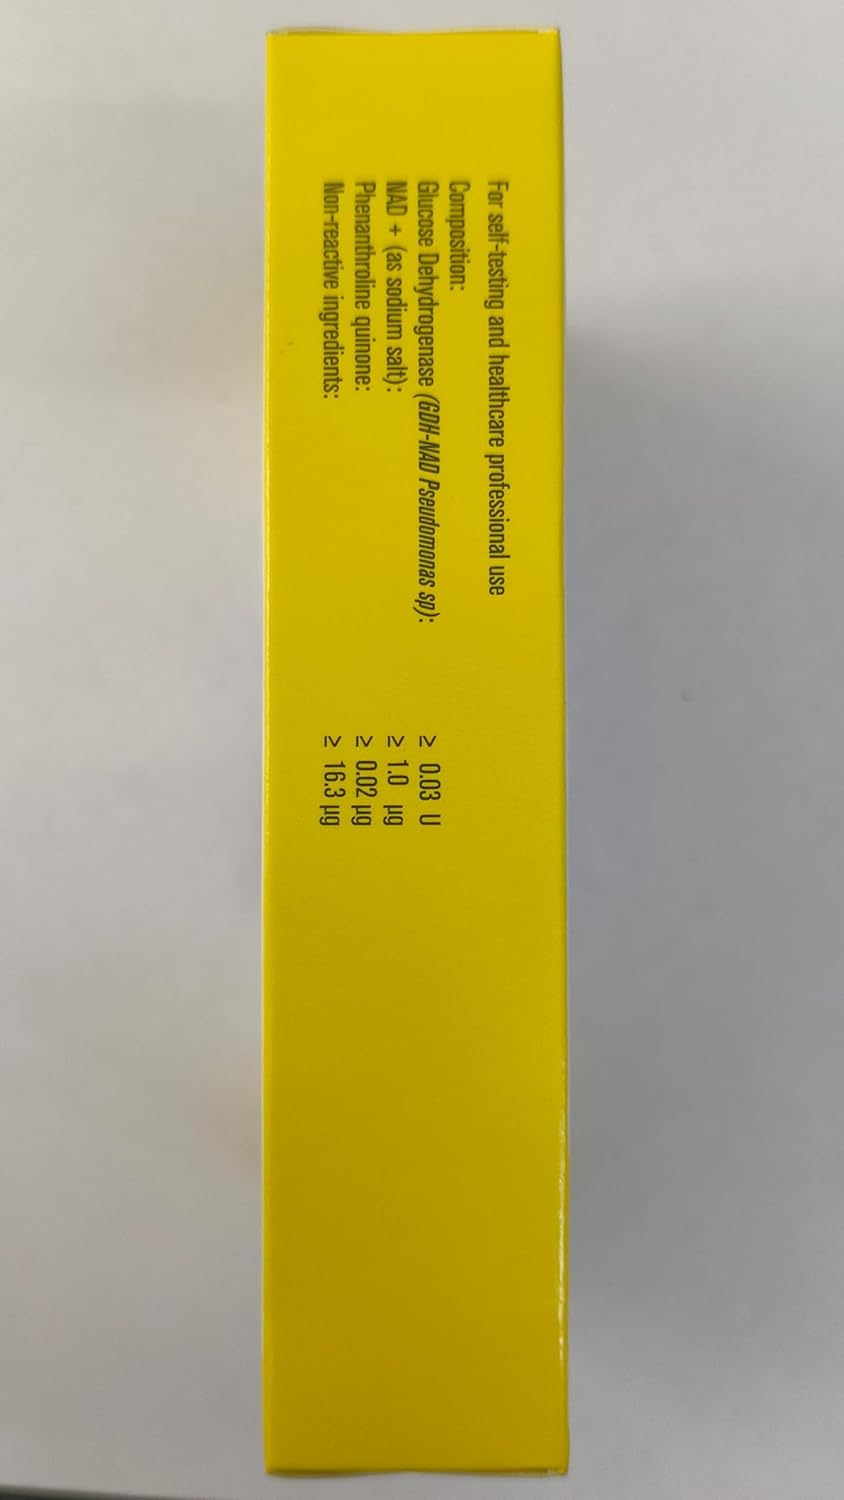 For self-testing and healthcare professional use
Composition:
Glucose Dehydrogenase (GDH-NAD Pseudomonas sp): ≥ 0.03 U
NAD + (as sodium salt): ≥ 1.0 µg
Phenanthroline quinone: ≥ 0.02 µg
Non-reactive ingredients: ≥ 16.3 µg